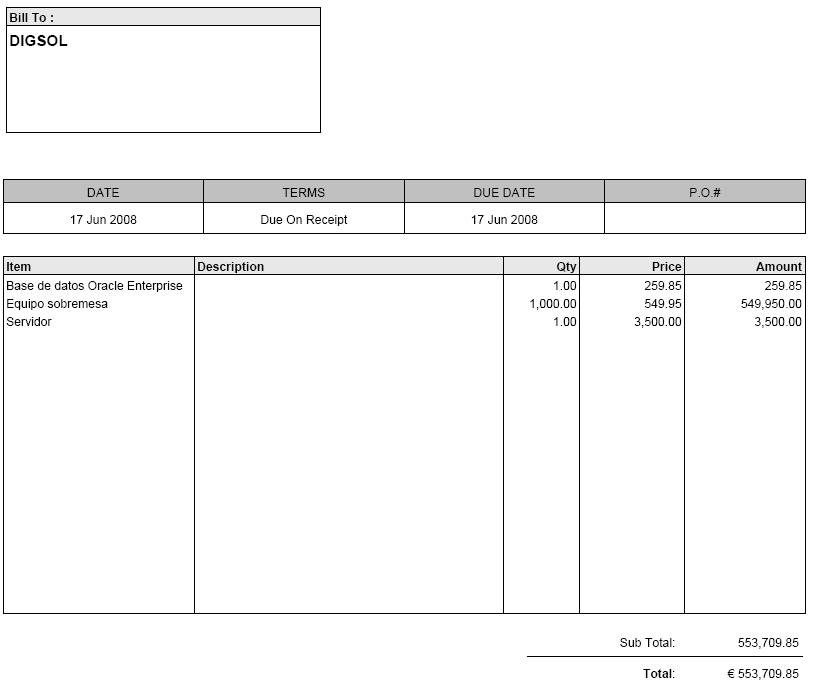 Bill To :
DIGSOL
DATE TERMS DUE DATE P.O.#
17 Jun 2008 Due On Receipt 17 Jun 2008
Item Description Qty Price Amount
Base de datos Oracle Enterprise 1.00 259.85 259.85
Equipo sobremesa 1,000.00 549.95 549,950.00
Servidor 1.00 3,500.00 3,500.00
Sub Total: 553,709.85
Total: € 553,709.85